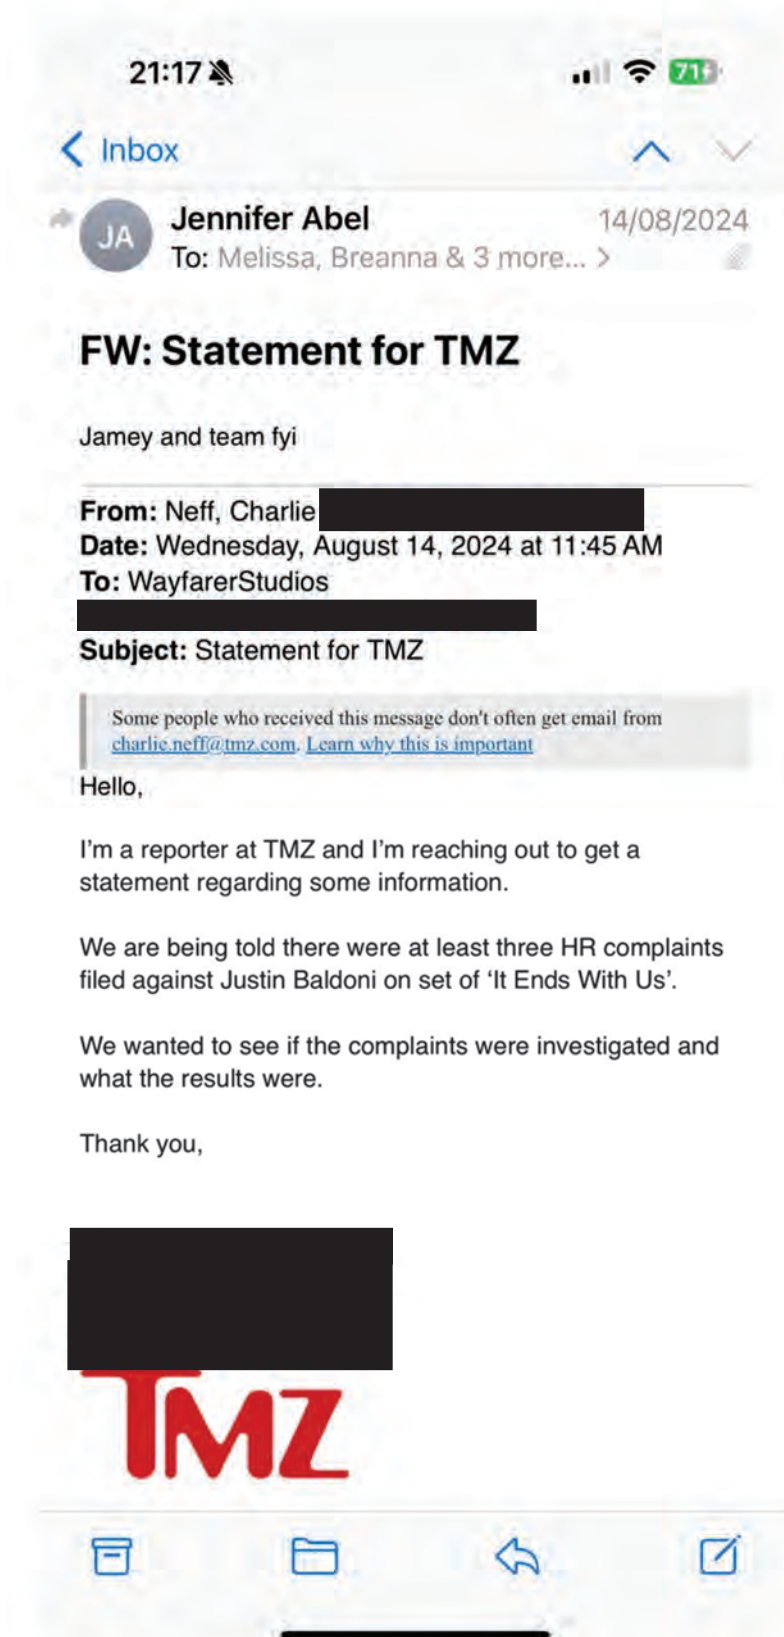 21:17
71
Inbox
JA
Jennifer Abel
14/08/2024
To: Melissa, Breanna & 3 more...
FW: Statement for TMZ
Jamey and team fyi
From: Neff, Charlie
Date: Wednesday, August 14, 2024 at 11:45 AM
To: WayfarerStudios
Subject: Statement for TMZ
Some people who received this message don't often get email from
charlie.neff@tmz.com. Learn why this is important
Hello,
I'm a reporter at TMZ and I'm reaching out to get a
statement regarding some information.
We are being told there were at least three HR complaints
filed against Justin Baldoni on set of 'It Ends With Us'.
We wanted to see if the complaints were investigated and
what the results were.
Thank you,
TMZ